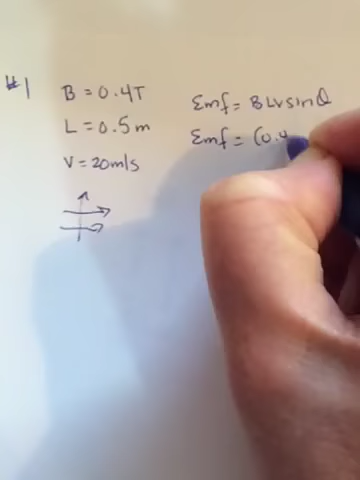 #1
B = 0.4T
L = 0.5m
V = 20m/s
Emf = BLvsinθ
Emf = (0.4